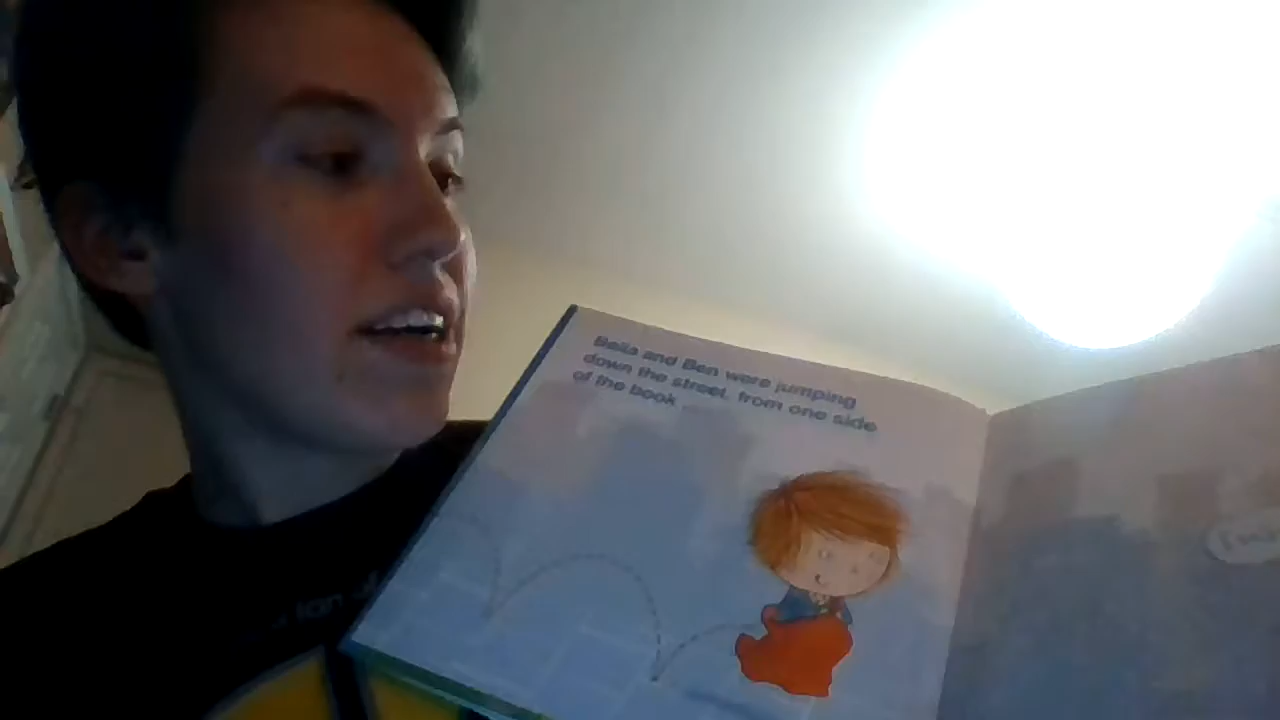 Bella and Ben were jumping
down the street, from one side
of the book